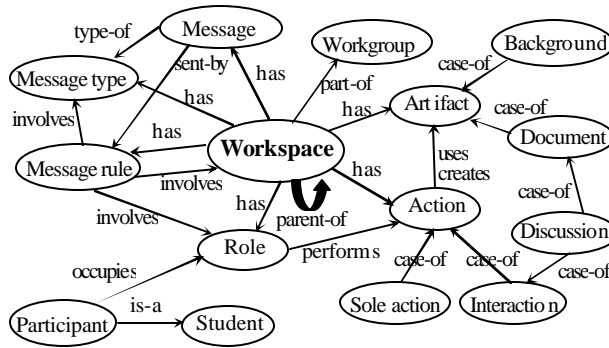 Message
Workgroup
Background
type-of
sent-by
part-of
case-of
Message type
has
has
has
Artifact
case-of
Document
involves
has
Workspace
uses
creates
Message rule
involves
has
case-of
has
parent-of
Action
Discussion
involves
Role
performs
case-of
case-of
case-of
occupies
Sole action
Interaction
Participant
is-a
Student